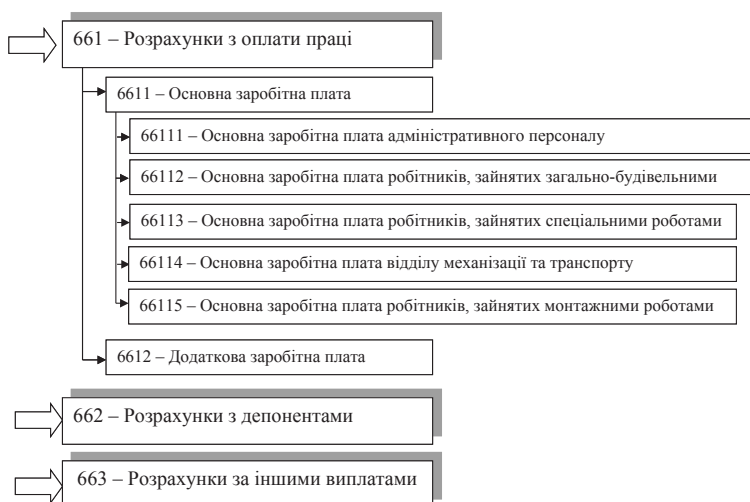 661 – Розрахунки з оплати праці
6611 – Основна заробітна плата
66111 – Основна заробітна плата адміністративного персоналу
66112 – Основна заробітна плата робітників, зайнятих загально-будівельними
66113 – Основна заробітна плата робітників, зайнятих спеціальними роботами
66114 – Основна заробітна плата відділу механізації та транспорту
66115 – Основна заробітна плата робітників, зайнятих монтажними роботами
6612 – Додаткова заробітна плата
662 – Розрахунки з депонентами
663 – Розрахунки за іншими виплатами